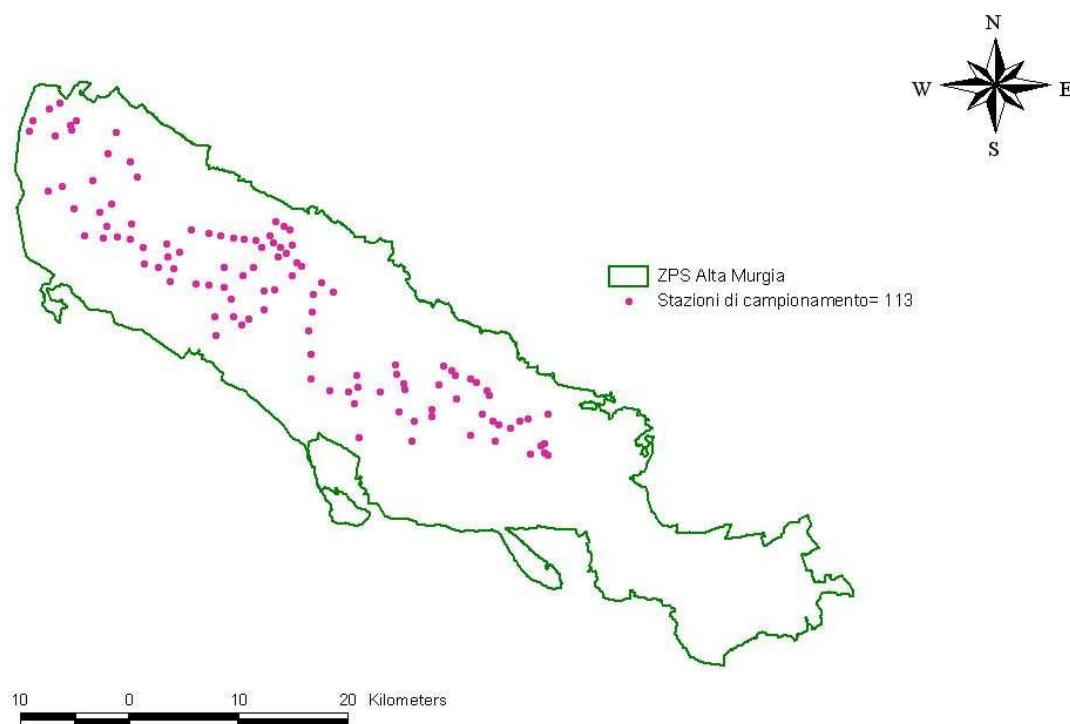 N
W E
S
ZPS Alta Murgia
Stazioni di campionamento= 113
10 0 10 20 Kilometers